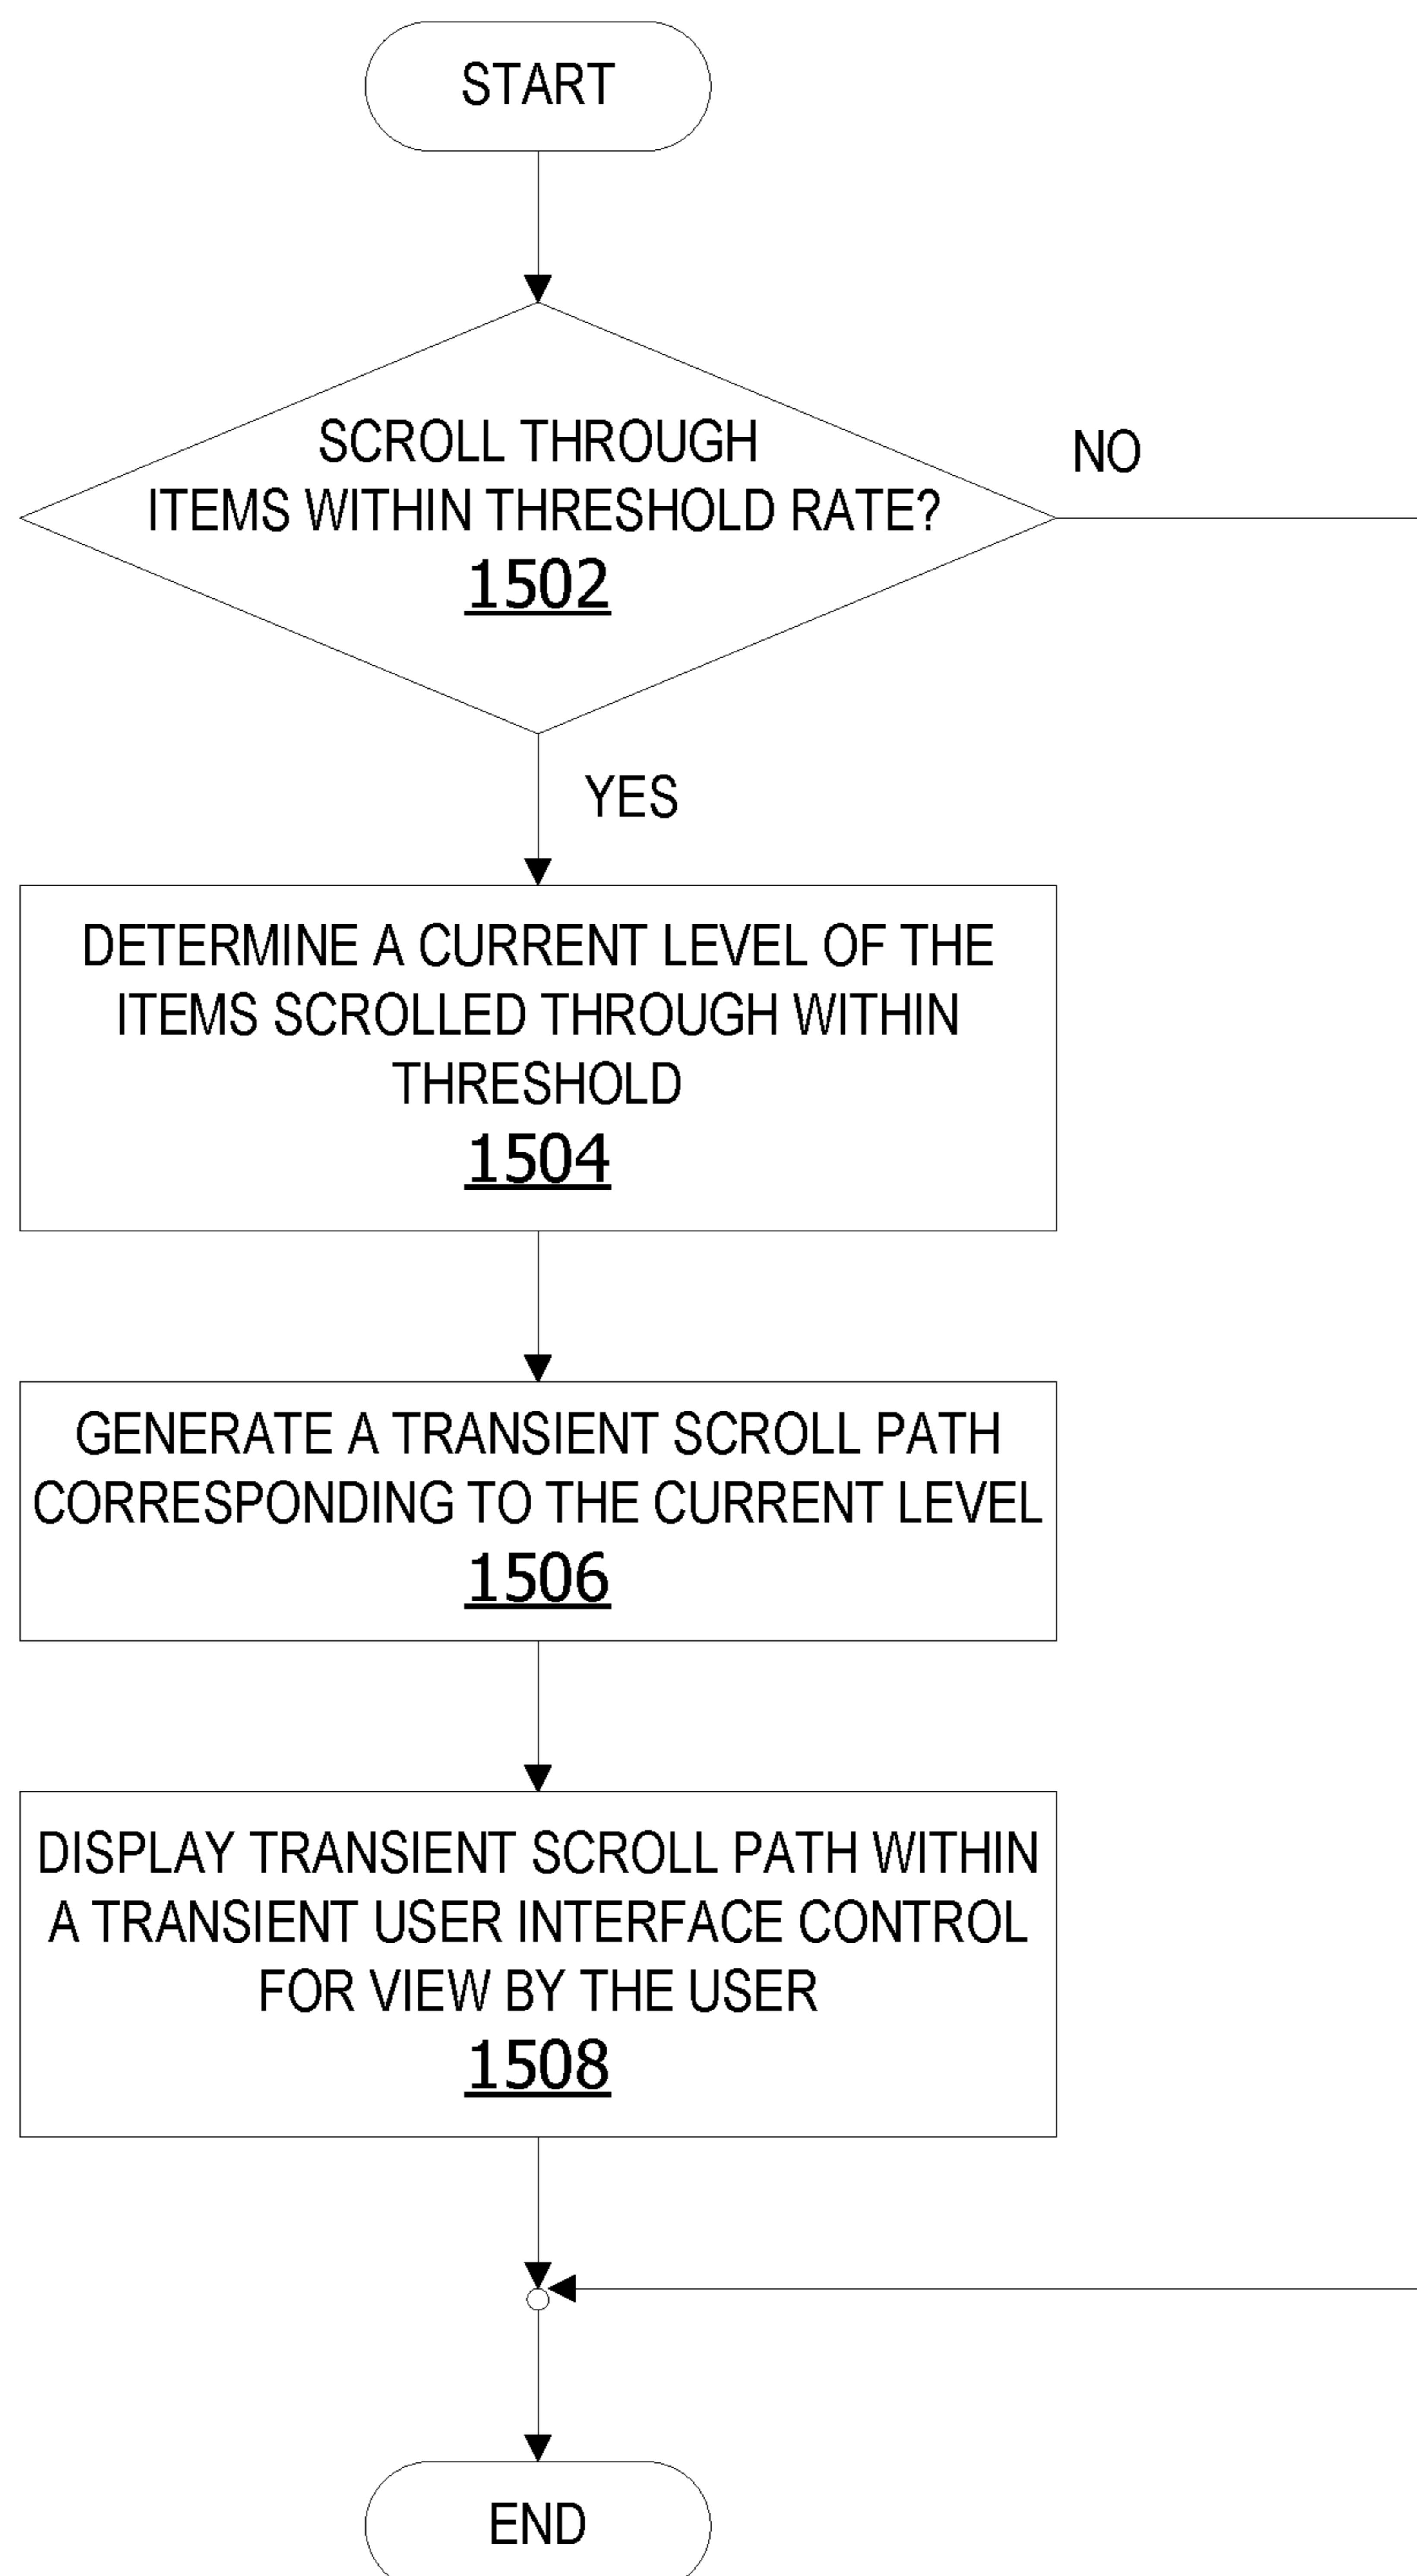 START
SCROLL THROUGH
ITEMS WITHIN THRESHOLD RATE?
1502
NO
YES
DETERMINE A CURRENT LEVEL OF THE
ITEMS SCROLLED THROUGH WITHIN
THRESHOLD
1504
GENERATE A TRANSIENT SCROLL PATH
CORRESPONDING TO THE CURRENT LEVEL
1506
DISPLAY TRANSIENT SCROLL PATH WITHIN
A TRANSIENT USER INTERFACE CONTROL
FOR VIEW BY THE USER
1508
END